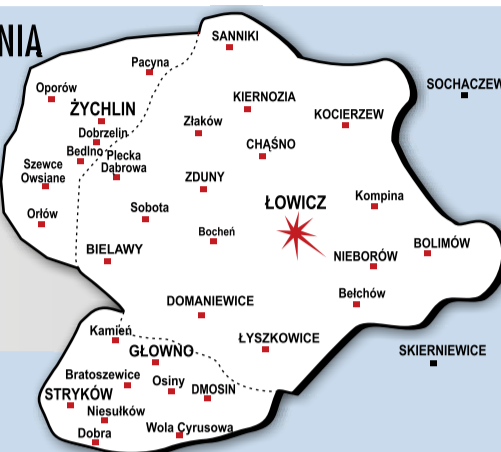 NIA
SANNIKI
Pacyna
Oporów
SOCHACZEW
ŻYCHLIN
KIERNOZIA
KOCIERZEW
Złaków
Dobrzelin
CHĄŚNO
Bedlno
Plecka
Dąbrowa
Szewce
Owsiane
ZDUNY
ŁOWICZ
Kompina
Orłów
Sobota
Bocheń
BIELAWY
NIEBORÓW
BOLIMÓW
Bełchów
DOMANIEWICE
Kamień
ŁYSZKOWICE
GŁOWNO
SKIERNIEWICE
Bratoszewice
Osiny
DMOSIN
STRYKÓW
Niesułków
Dobra
Wola Cyrusowa